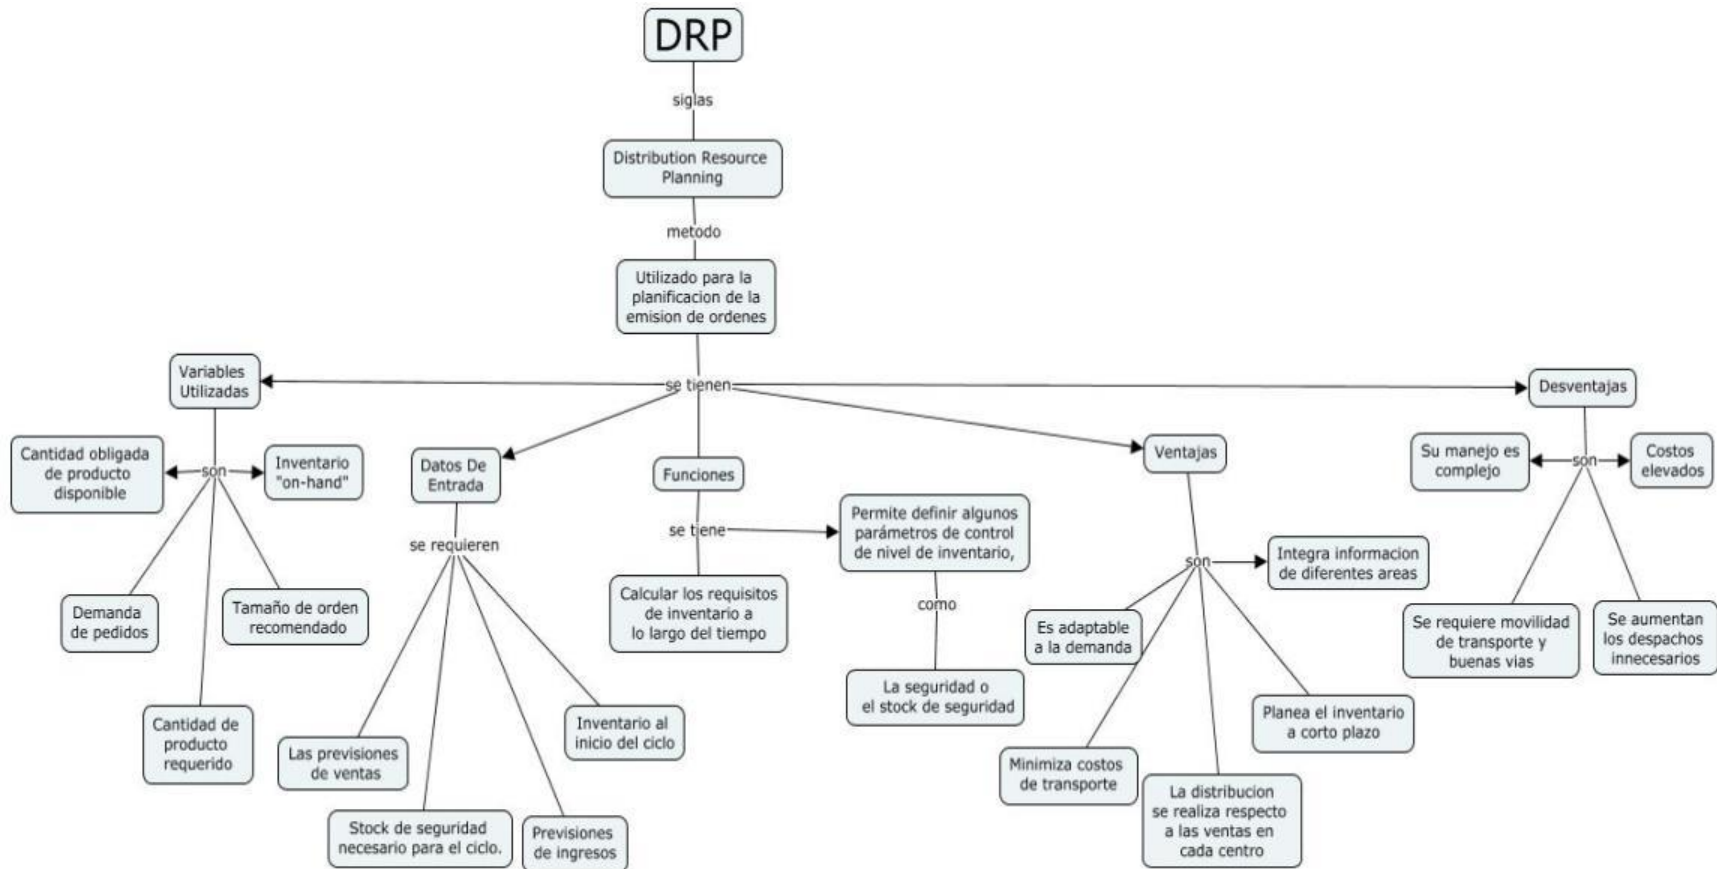 DRP
siglas
Distribution Resource
Planning
metodo
Utilizado para la
planificacion de la
emision de ordenes
se tienen
Variables
Utilizadas
son
Cantidad obligada
de producto
disponible
Inventario
"on-hand"
Demanda
de pedidos
Tamaño de orden
recomendado
Cantidad de
producto
requerido
Datos De
Entrada
se requieren
Las previsiones
de ventas
Stock de seguridad
necesario para el ciclo.
Previsiones
de ingresos
Inventario al
inicio del ciclo
Funciones
se tiene
Calcular los requisitos
de inventario a
lo largo del tiempo
Permite definir algunos
parámetros de control
de nivel de inventario,
como
La seguridad o
el stock de seguridad
Ventajas
son
Integra informacion
de diferentes areas
Es adaptable
a la demanda
Minimiza costos
de transporte
La distribucion
se realiza respecto
a las ventas en
cada centro
Planea el inventario
a corto plazo
Desventajas
son
Su manejo es
complejo
Costos
elevados
Se requiere movilidad
de transporte y
buenas vias
Se aumentan
los despachos
innecesarios